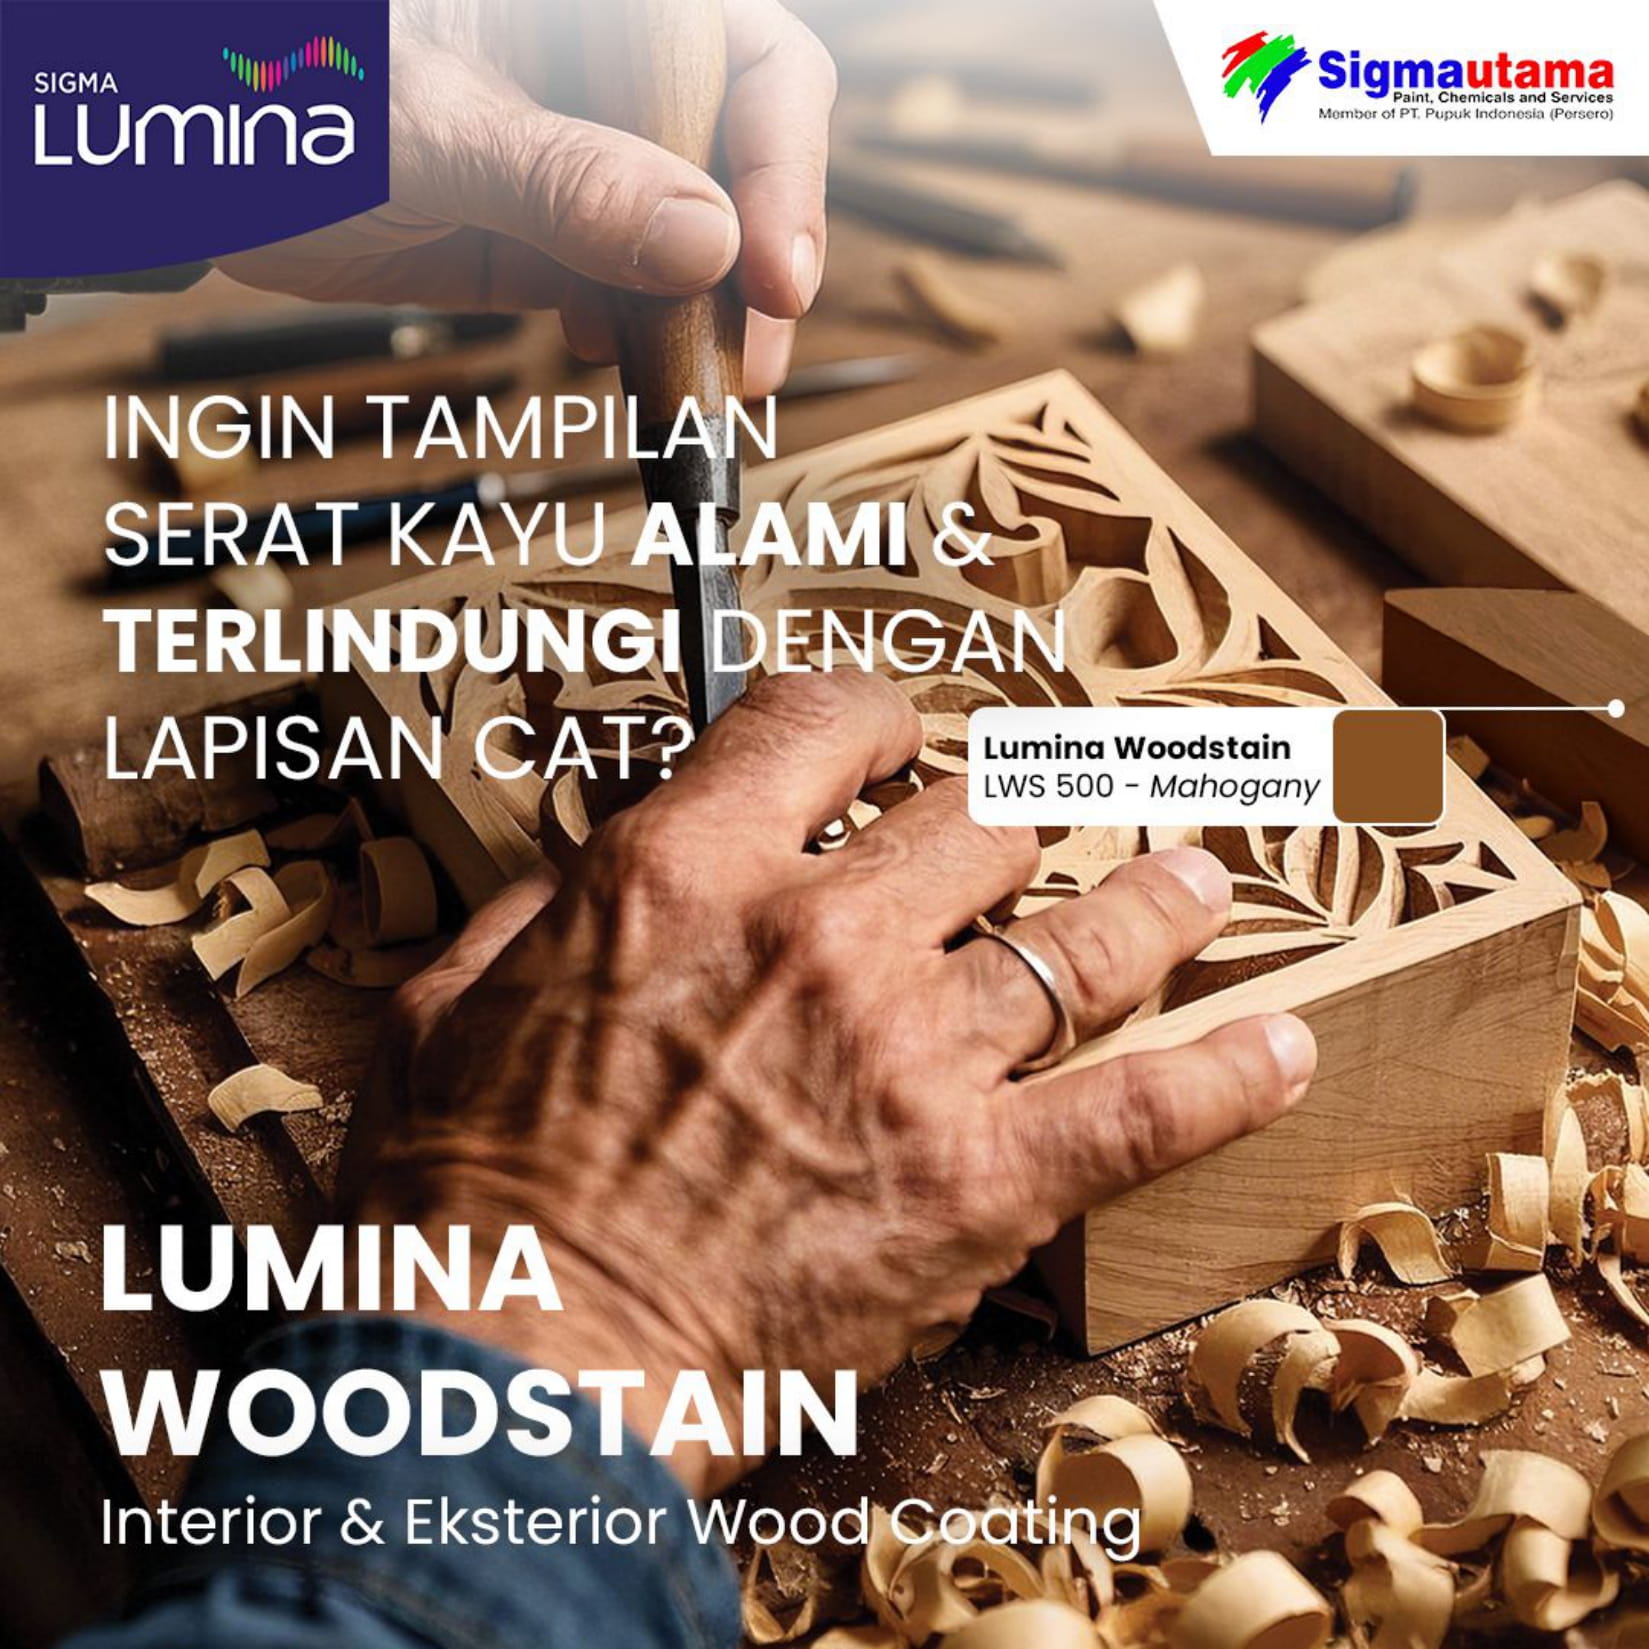 SIGMA
Lumina
Sigmautama
Paint, Chemicals and Services
Member of PT. Pupuk Indonesia (Persero)
INGIN TAMPILAN
SERAT KAYU ALAMI &
TERLINDUNGI DENGAN
LAPISAN CAT?
Lumina Woodstain
LWS 500 - Mahogany
LUMINA
WOODSTAIN
Interior & Eksterior Wood Coating